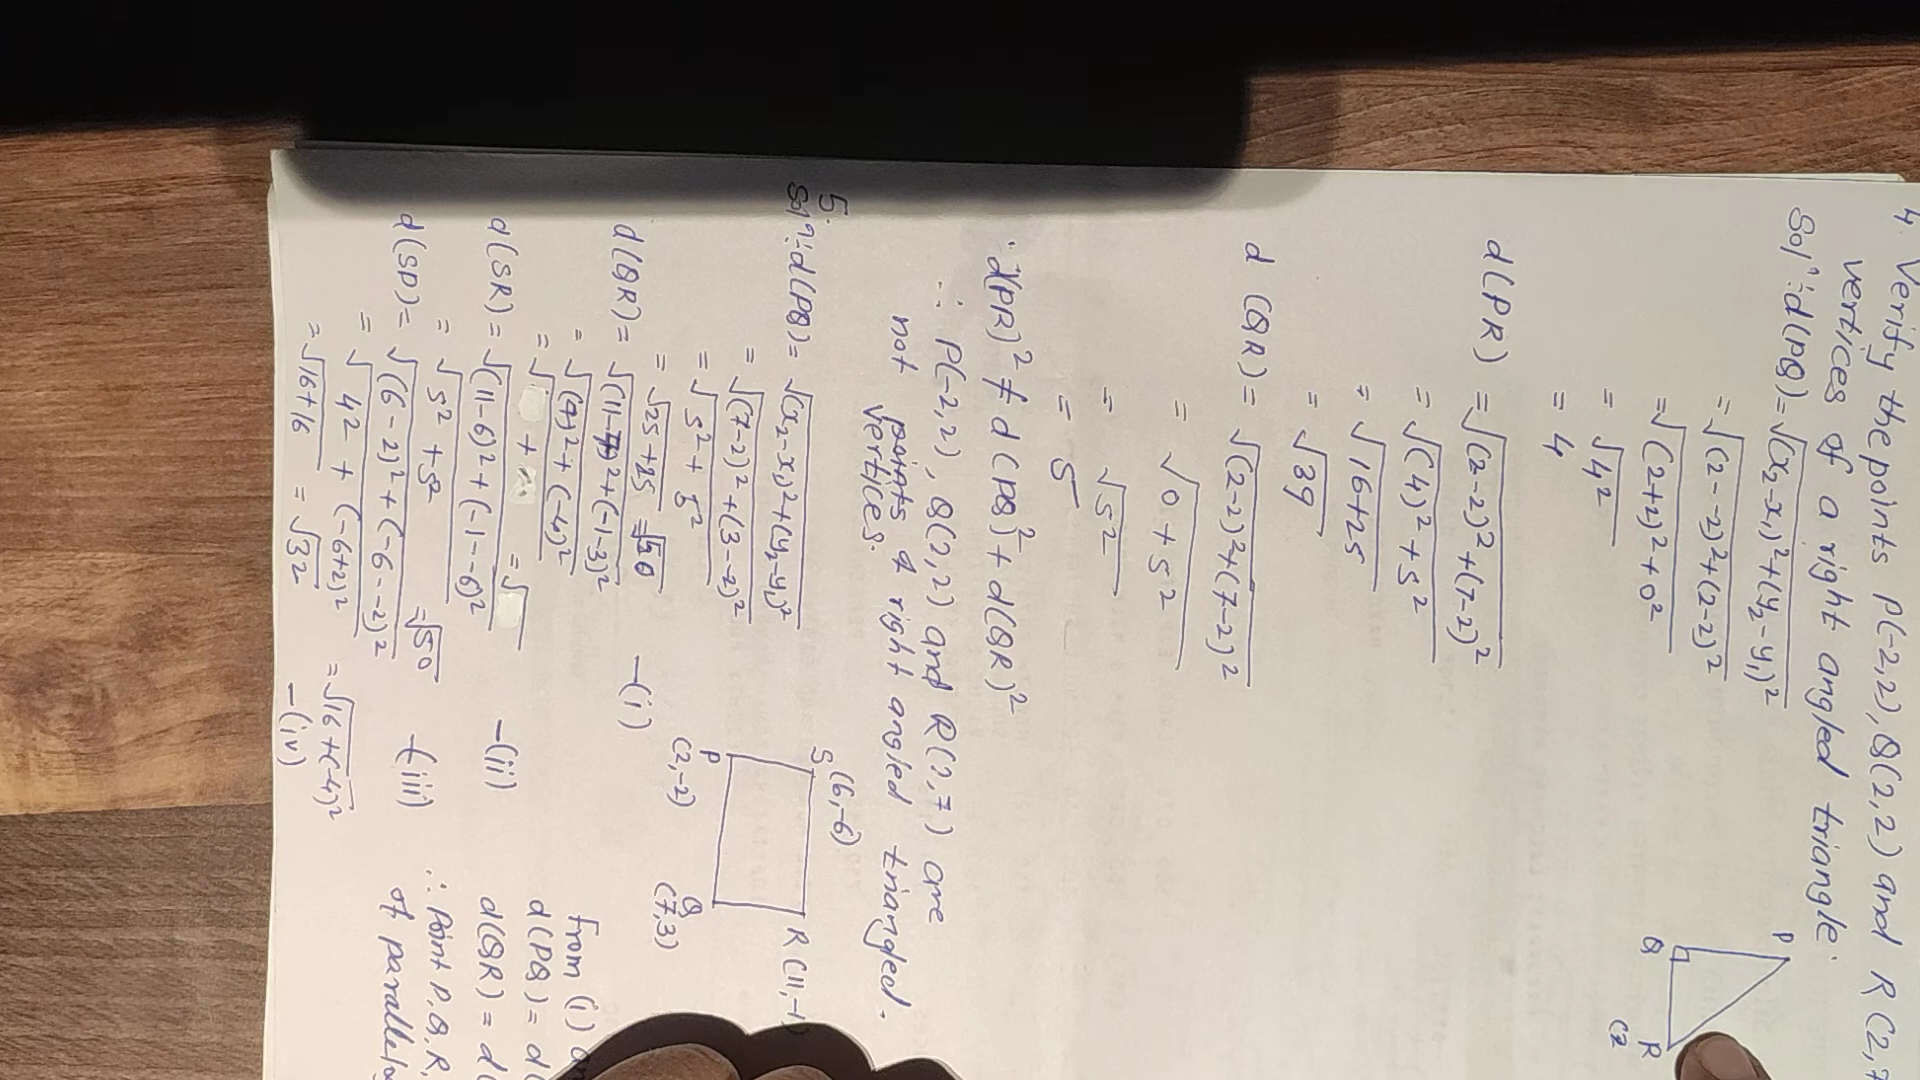 4. Verify the points P(-2,2), Q(2,2) and R(2,7
vertices of a right angled triangle.
Solⁿ:- d(PQ) = √(x₂-x₁)²+(y₂-y₁)²
= √(2--2)²+(2-2)²
= √(2+2)²+0²
= √4²
= 4
d(PR) = √(2-2)²+(7-2)²
= √(4)²+5²
= √16+25
= √39
d (QR) = √(2-2)²+(7-2)²
= √0+5²
= √5²
= 5
P
Q
R
∵ d(PR)² ≠ d(PQ)²+d(QR)²
∴ P(-2,2), Q(2,2) and R(2,7) are
not points of right angled triangled.
vertices.
5.
Solⁿ:- d(PQ) = √(x₂-x₁)²+(y₂-y₁)²
= √(7-2)²+(3--2)²
= √5²+5²
= √25+25 = √50 -(i)
d(QR) = √(11-7)²+(-1-3)²
= √(4)²+(-4)²
= √ + = √ -(ii)
d(SR) = √(11-6)²+(-1--6)²
= √5²+5² = √50 -(iii)
d(SP) = √(6-2)²+(-6--2)²
= √4²+(-6+2)² = √16+(-4)²
= √16+16 = √32 -(iv)
S (6,-6)
R (11,-1)
P
(2,-2)
Q
(7,3)
From (i)
d(PQ) = d(
d(QR) = d(
∴ Point P, Q, R,
of parallelo